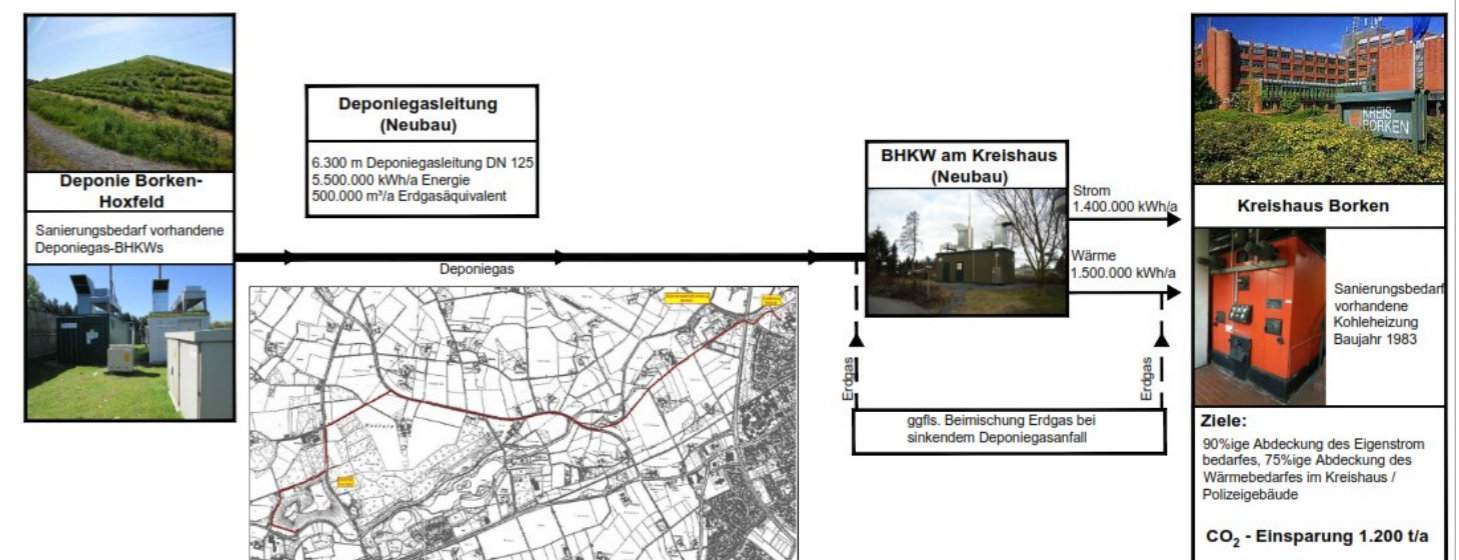 Deponie Borken-
Hoxfeld
Sanierungsbedarf vorhandene
Deponiegas-BHKWs
Deponiegasleitung
(Neubau)
6.300 m Deponiegasleitung DN 125
5.500.000 kWh/a Energie
500.000 m³/a Erdgasäquivalent
Deponiegas
BHKW am Kreishaus
(Neubau)
Strom
1.400.000 kWh/a
Wärme
1.500.000 kWh/a
Erdgas
Erdgas
ggfls. Beimischung Erdgas bei
sinkendem Deponiegasanfall
KREIS
BORKEN
Kreishaus Borken
Sanierungsbedarf
vorhandene
Kohleheizung
Baujahr 1983
Ziele:
90%ige Abdeckung des Eigenstrom
bedarfes, 75%ige Abdeckung des
Wärmebedarfes im Kreishaus /
Polizeigebäude
CO₂ - Einsparung 1.200 t/a